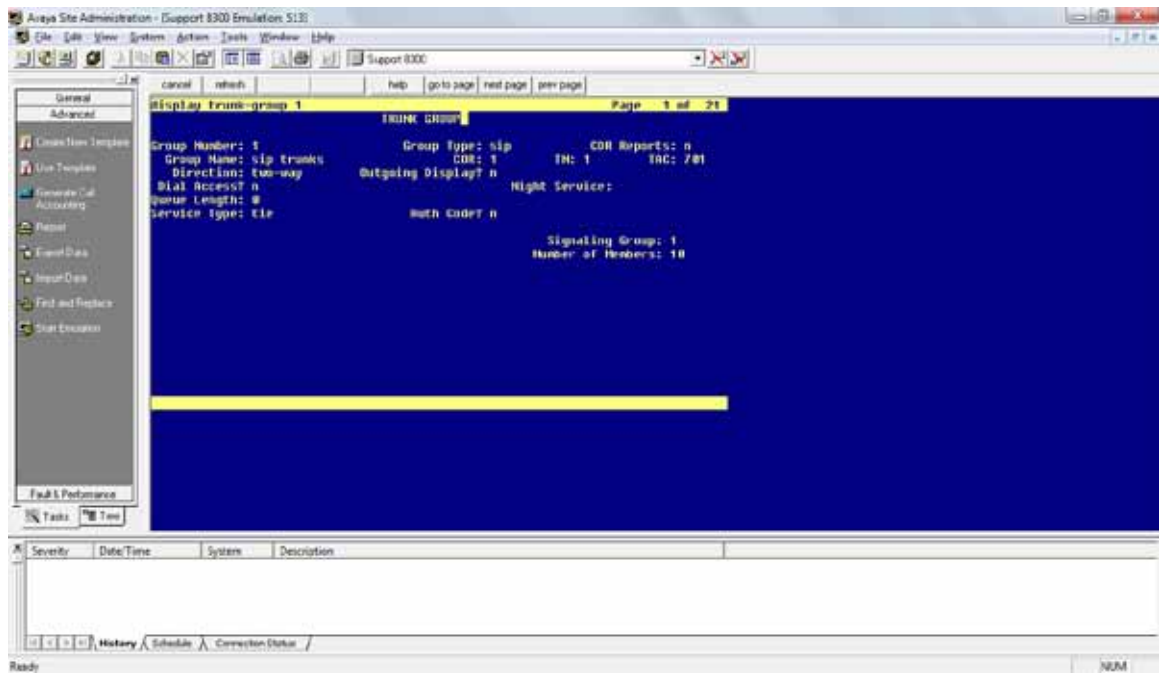 Avaya Site Administration - [Support 8300 Emulation: S13]
File Edit View System Action Tools Window Help
Support 8300
cancel refresh help go to page next page prev page
General
Advanced
Create New Template
Use Template
Generate Call Accounting
Report
Export Data
Import Data
Find and Replace
Start Emulation
Fault & Performance
Tasks Tree
display trunk-group 1 Page 1 of 21
TRUNK GROUP
Group Number: 1 Group Type: sip CDR Reports: n
Group Name: sip trunks COR: 1 TN: 1 TAC: 701
Direction: two-way Outgoing Display? n
Dial Access? n Night Service:
Queue Length: 0
Service Type: tie Auth Code? n
Signaling Group: 1
Number of Members: 10
Severity Date/Time System Description
History Schedule Connection Status
Ready NUM